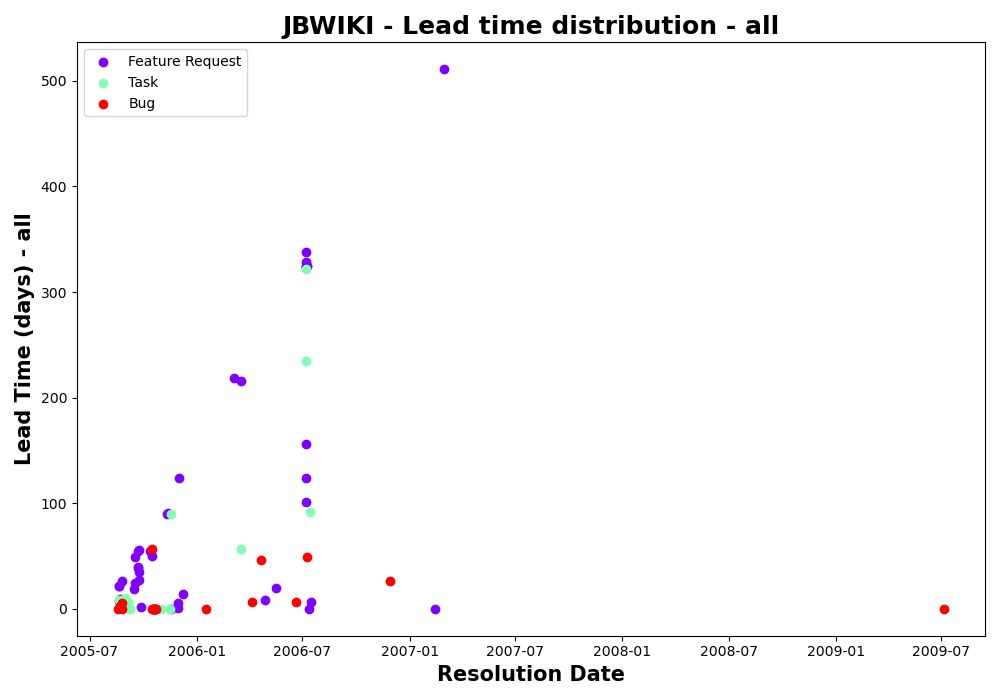 JBWIKI - Lead time distribution - all
Feature Request
Task
Bug
Lead Time (days) - all
500
400
300
200
100
0
2005-07 2006-01 2006-07 2007-01 2007-07 2008-01 2008-07 2009-01 2009-07
Resolution Date